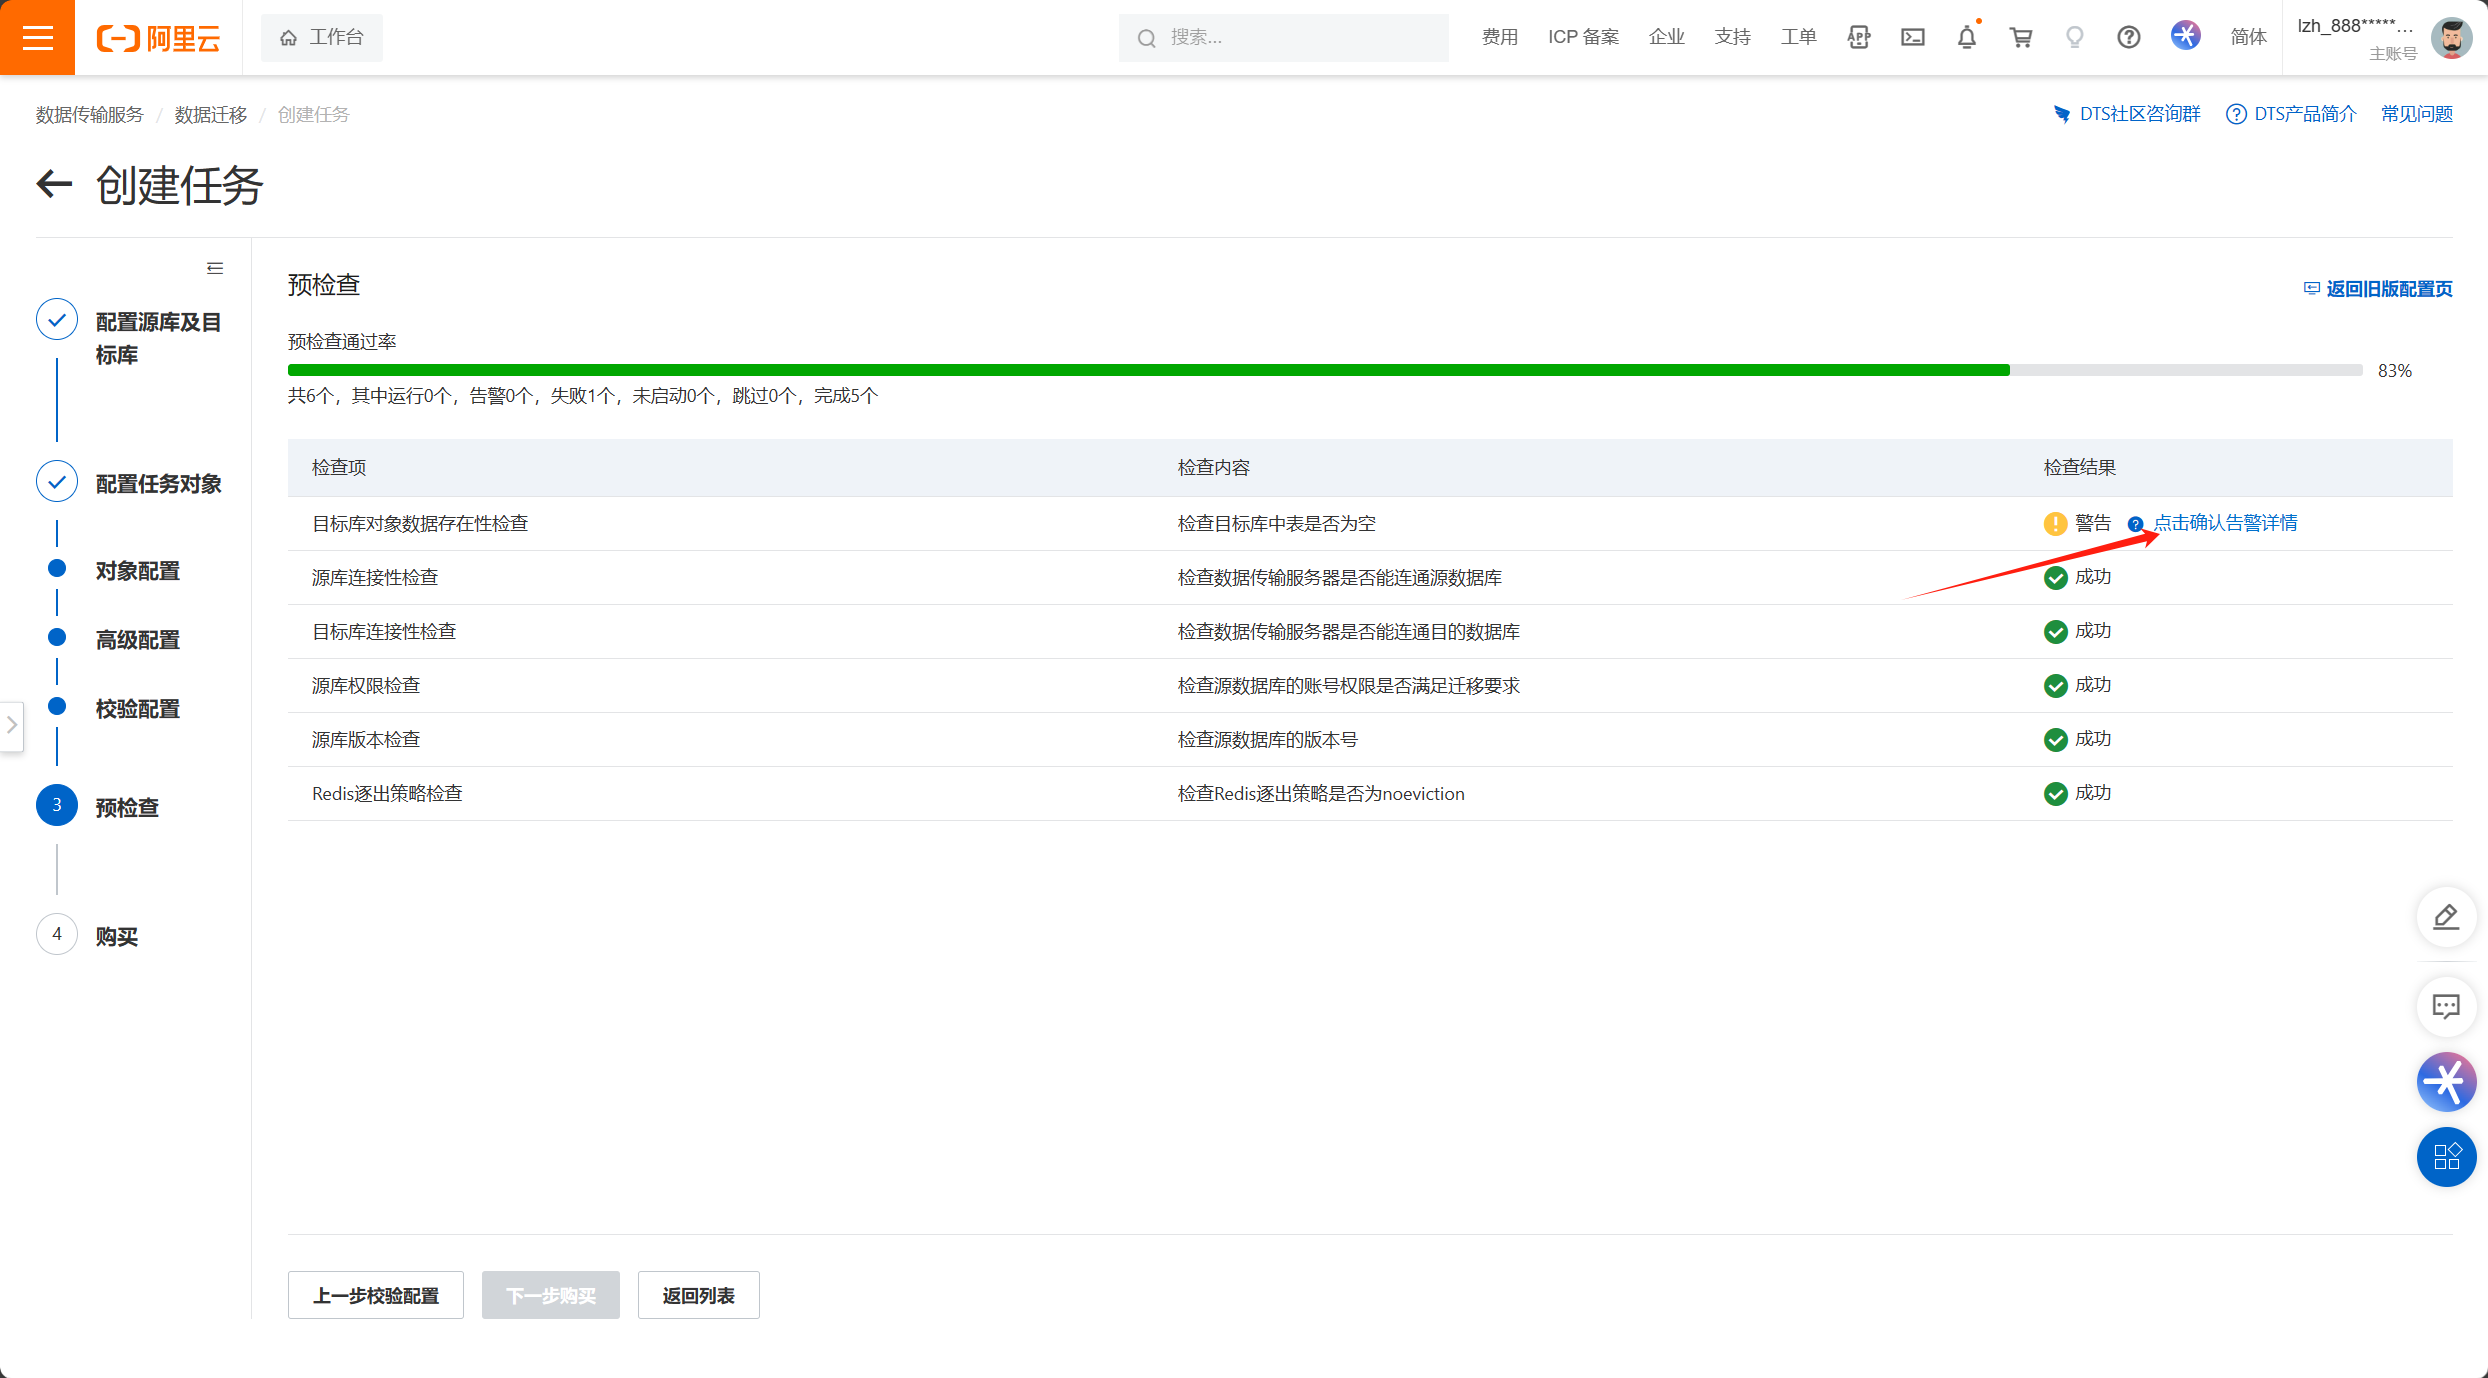 阿里云
工作台
搜索...
费用
ICP 备案
企业
支持
工单
APP
简体
lzh_888*****...
主账号
数据传输服务 / 数据迁移 / 创建任务
DTS社区咨询群
DTS产品简介
常见问题
创建任务
配置源库及目
标库
配置任务对象
对象配置
高级配置
校验配置
3 预检查
4 购买
预检查
返回旧版配置页
预检查通过率
83%
共6个，其中运行0个，告警0个，失败1个，未启动0个，跳过0个，完成5个
检查项 检查内容 检查结果
目标库对象数据存在性检查 检查目标库中表是否为空 警告 点击确认告警详情
源库连接性检查 检查数据传输服务器是否能连通源数据库 成功
目标库连接性检查 检查数据传输服务器是否能连通目的数据库 成功
源库权限检查 检查源数据库的账号权限是否满足迁移要求 成功
源库版本检查 检查源数据库的版本号 成功
Redis逐出策略检查 检查Redis逐出策略是否为noeviction 成功
上一步校验配置
下一步购买
返回列表